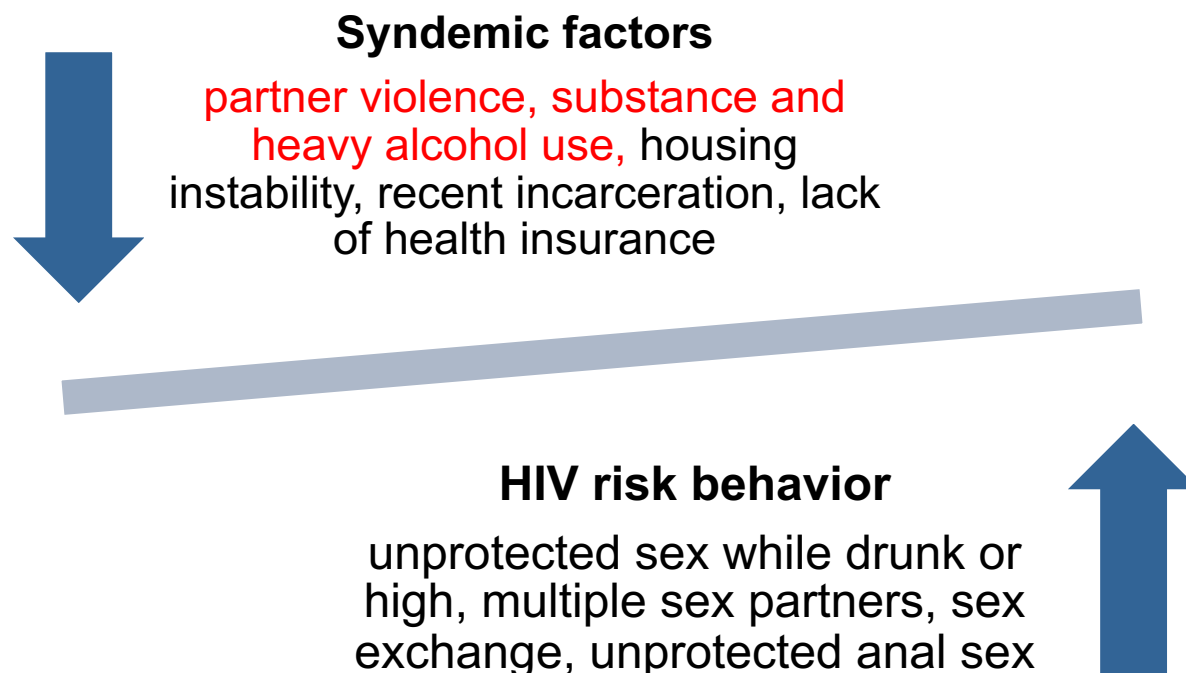 Syndemic factors
partner violence, substance and
heavy alcohol use, housing
instability, recent incarceration, lack
of health insurance
HIV risk behavior
unprotected sex while drunk or
high, multiple sex partners, sex
exchange, unprotected anal sex